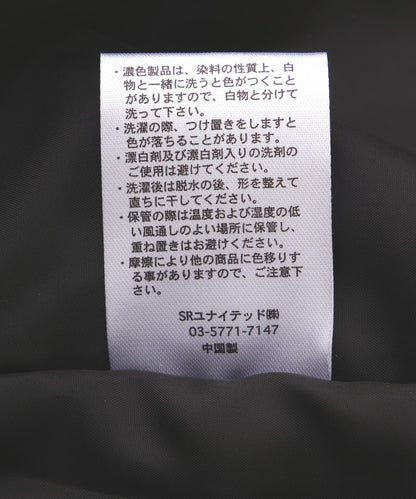 ・濃色製品は、染料の性質上、白
物と一緒に洗うと色がつくこと
がありますので、白物と分けて
洗って下さい。
・洗濯の際、つけ置きをしますと
色が落ちることがあります。
・漂白剤及び漂白剤入りの洗剤の
ご使用は避けてください。
・洗濯後は脱水の後、形を整えて
直ちに干してください。
・保管の際は温度および湿度の低
い風通しのよい場所に保管し、
重ね置きはお避けください。
・摩擦により他の商品に色移りす
る事がありますので、ご注意下
さい。
SRユナイテッド㈱
03-5771-7147
中国製